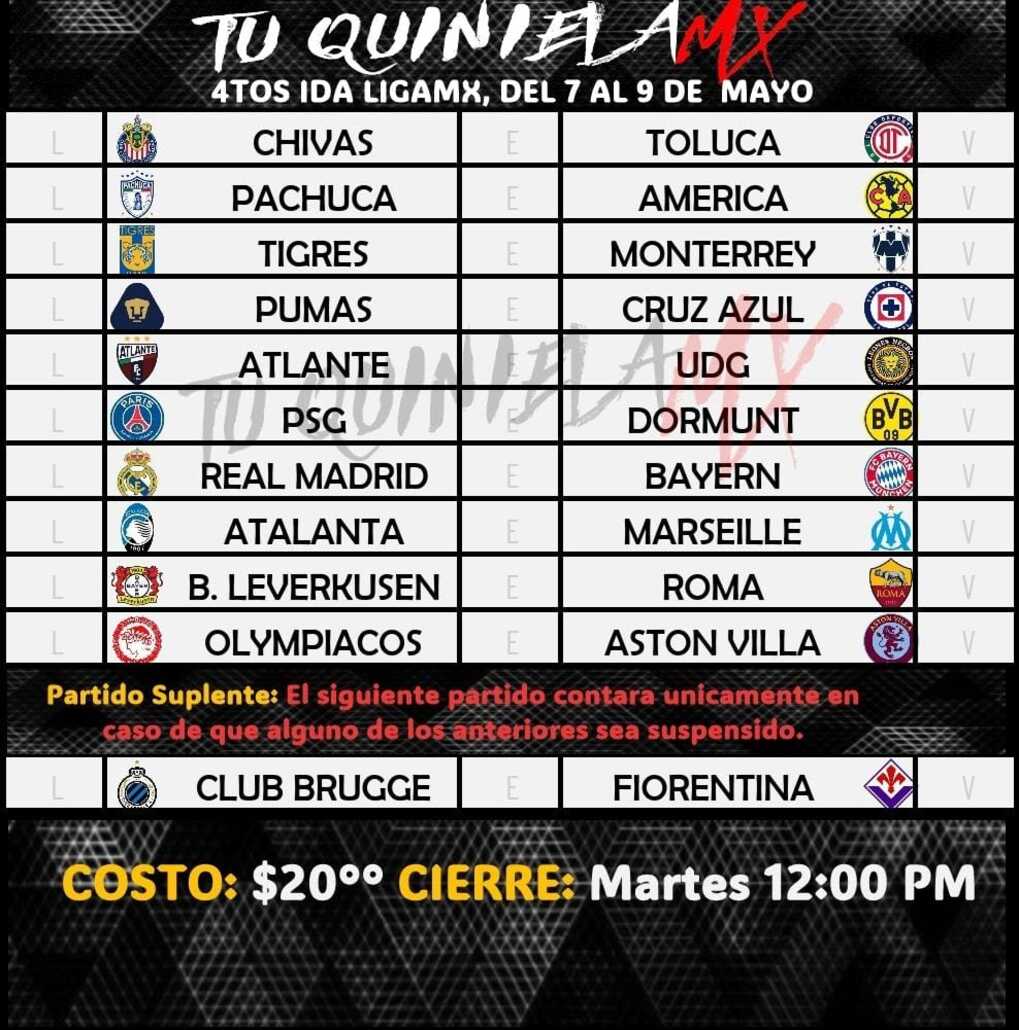 TU QUINIELAMX
4TOS IDA LIGAMX, DEL 7 AL 9 DE MAYO
L CHIVAS E TOLUCA V
L PACHUCA E AMERICA V
L TIGRES E MONTERREY V
L PUMAS E CRUZ AZUL V
L ATLANTE E UDG V
L PSG E DORMUNT V
L REAL MADRID E BAYERN V
L ATALANTA E MARSEILLE V
L B. LEVERKUSEN E ROMA V
L OLYMPIACOS E ASTON VILLA V
TU QUINIELAMX
Partido Suplente: El siguiente partido contara unicamente en
caso de que alguno de los anteriores sea suspendido.
L CLUB BRUGGE E FIORENTINA V
COSTO: $20°° CIERRE: Martes 12:00 PM